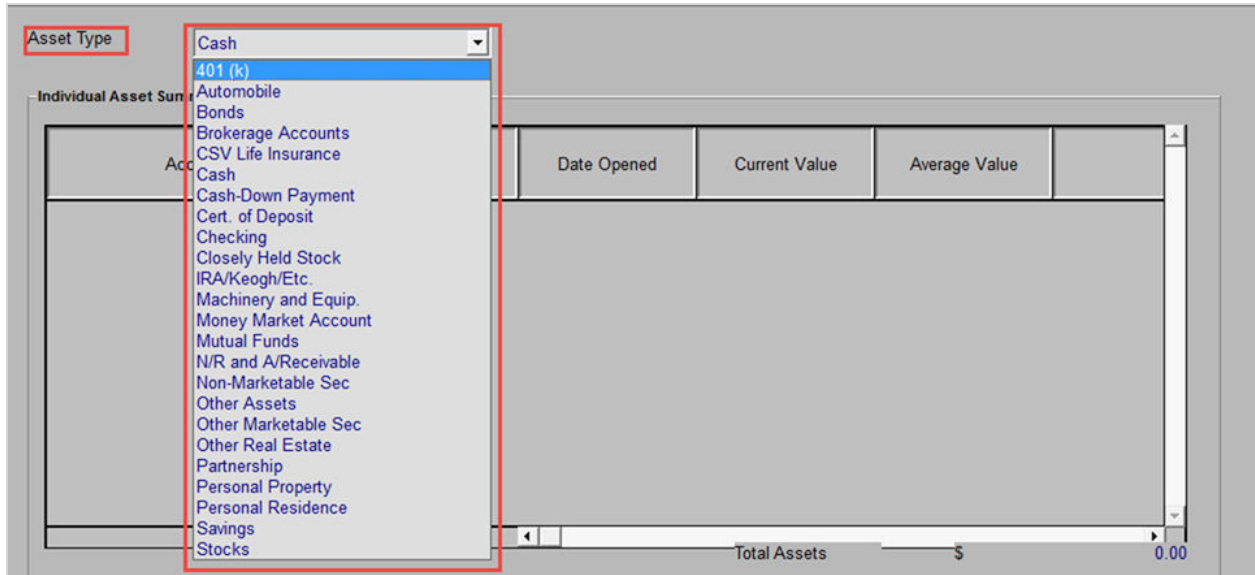 Asset Type
Cash
401 (k)
Automobile
Individual Asset Sum
Bonds
Brokerage Accounts
CSV Life Insurance
Date Opened
Current Value
Average Value
Cash
Cash-Down Payment
Cert. of Deposit
Checking
Closely Held Stock
IRA/Keogh/Etc.
Machinery and Equip.
Money Market Account
Mutual Funds
N/R and A/Receivable
Non-Marketable Sec
Other Assets
Other Marketable Sec
Other Real Estate
Partnership
Personal Property
Personal Residence
Savings
Stocks
Total Assets $ 0.00